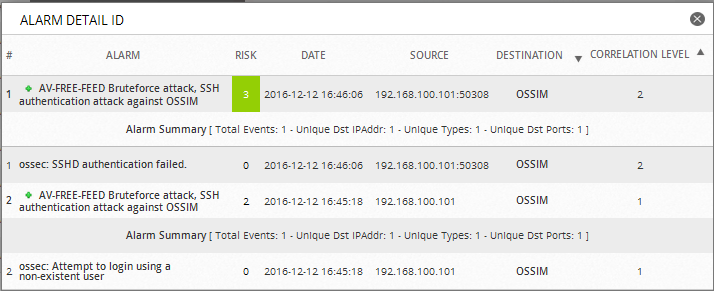 ALARM DETAIL ID
# ALARM RISK DATE SOURCE DESTINATION CORRELATION LEVEL
1 AV-FREE-FEED Bruteforce attack, SSH authentication attack against OSSIM 3 2016-12-12 16:46:06 192.168.100.101:50308 OSSIM 2
Alarm Summary [ Total Events: 1 - Unique Dst IPAddr: 1 - Unique Types: 1 - Unique Dst Ports: 1 ]
1 ossec: SSHD authentication failed. 0 2016-12-12 16:46:06 192.168.100.101:50308 OSSIM 2
2 AV-FREE-FEED Bruteforce attack, SSH authentication attack against OSSIM 2 2016-12-12 16:45:18 192.168.100.101 OSSIM 1
Alarm Summary [ Total Events: 1 - Unique Dst IPAddr: 1 - Unique Types: 1 - Unique Dst Ports: 1 ]
2 ossec: Attempt to login using a non-existent user 0 2016-12-12 16:45:18 192.168.100.101 OSSIM 1